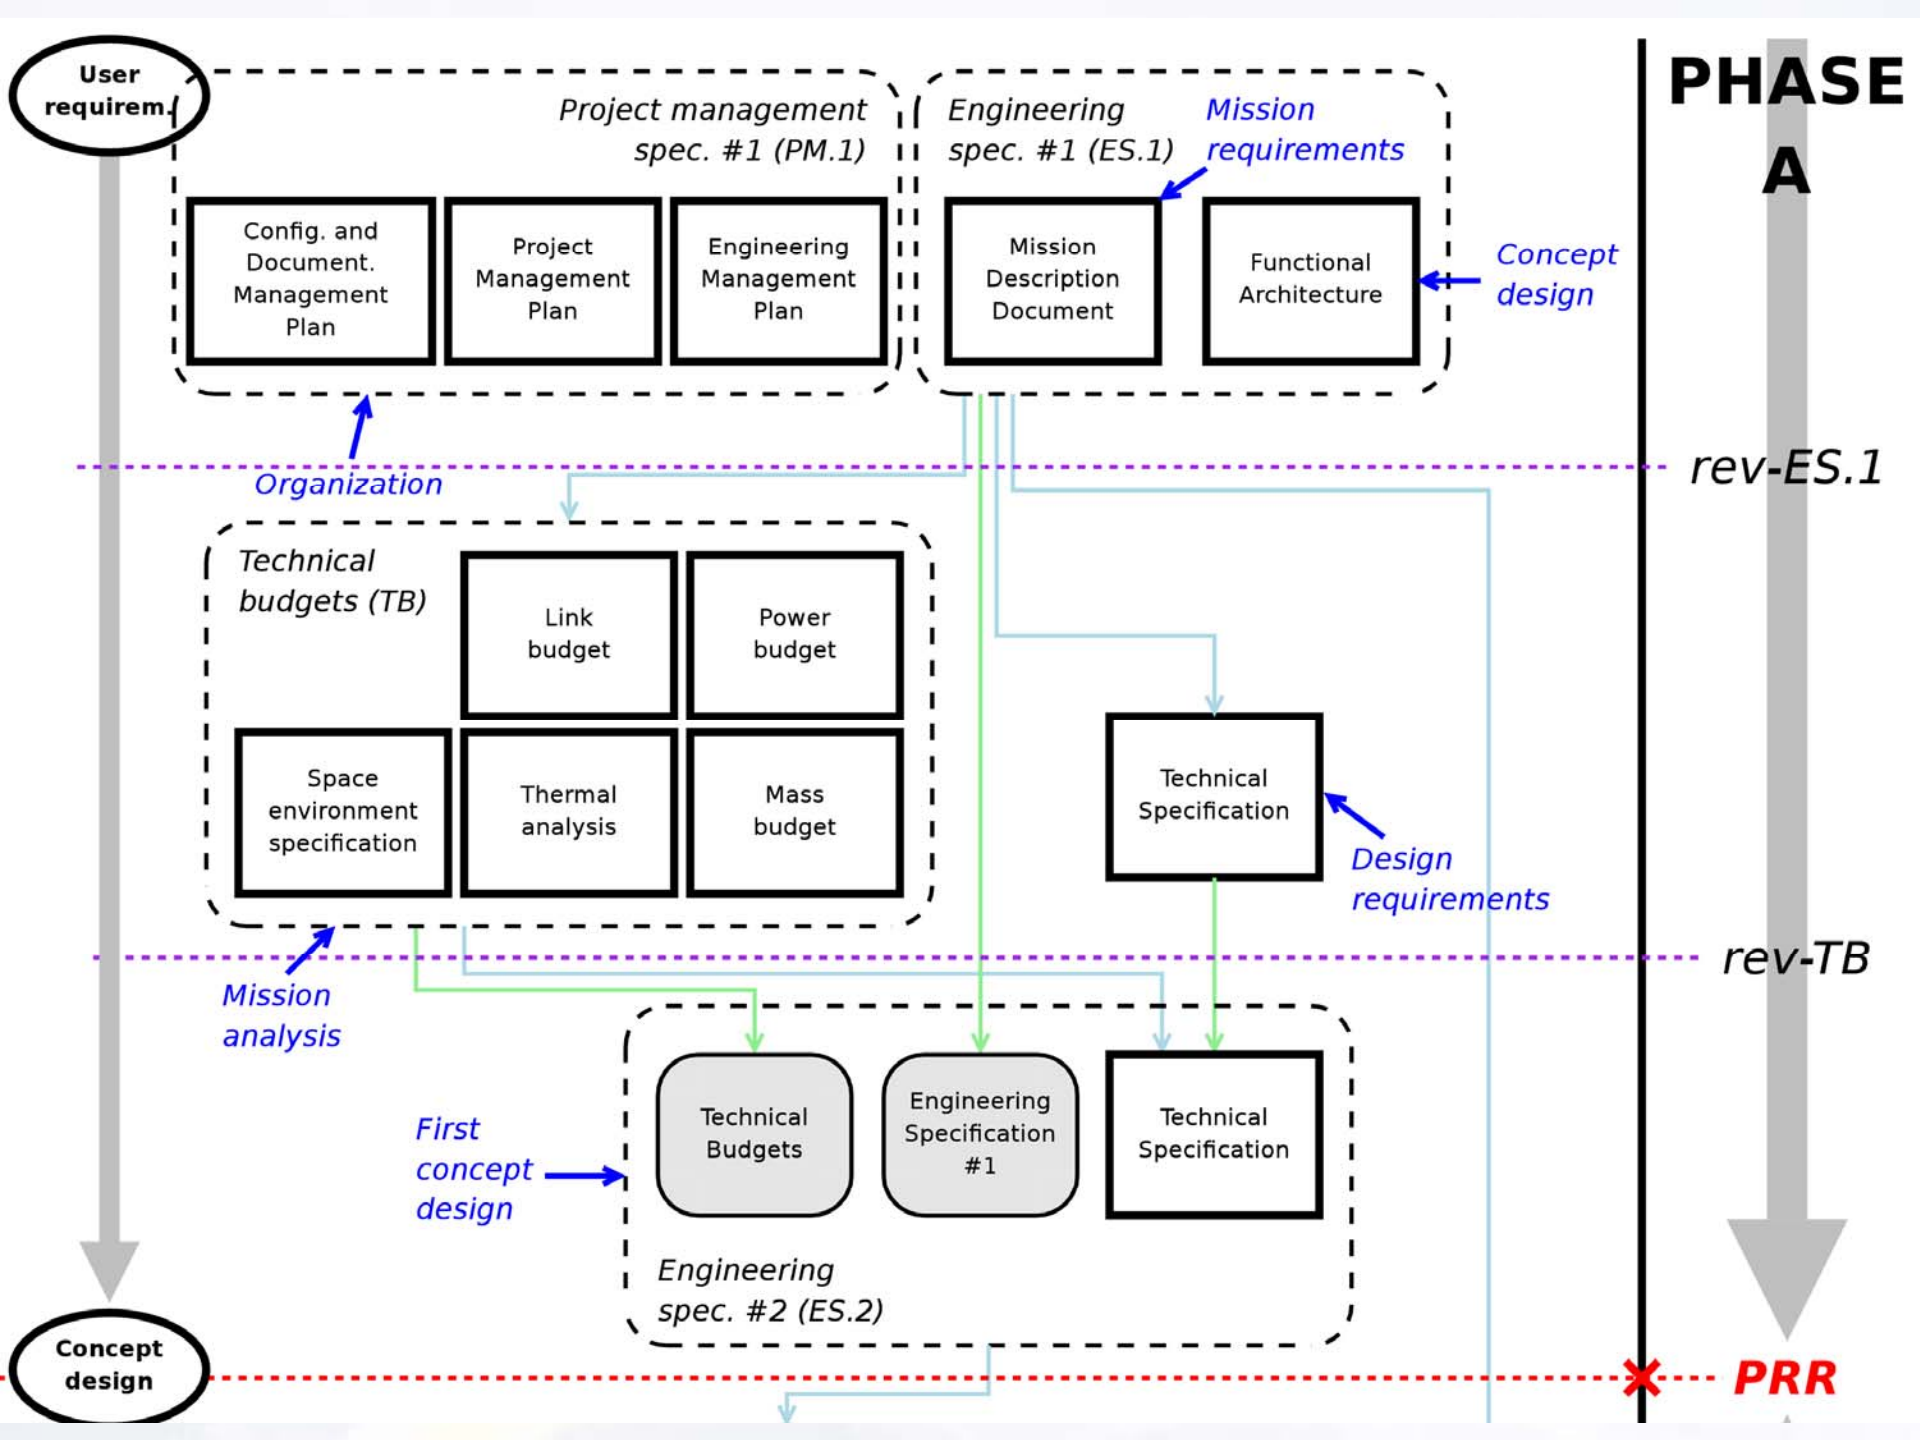 User
requirem.
Project management
spec. #1 (PM.1)
Engineering
spec. #1 (ES.1)
Mission
requirements
PHASE
A
Config. and
Document.
Management
Plan
Project
Management
Plan
Engineering
Management
Plan
Mission
Description
Document
Functional
Architecture
Concept
design
Organization
rev-ES.1
Technical
budgets (TB)
Link
budget
Power
budget
Space
environment
specification
Thermal
analysis
Mass
budget
Technical
Specification
Design
requirements
rev-TB
Mission
analysis
First
concept
design
Technical
Budgets
Engineering
Specification
#1
Technical
Specification
Engineering
spec. #2 (ES.2)
Concept
design
PRR